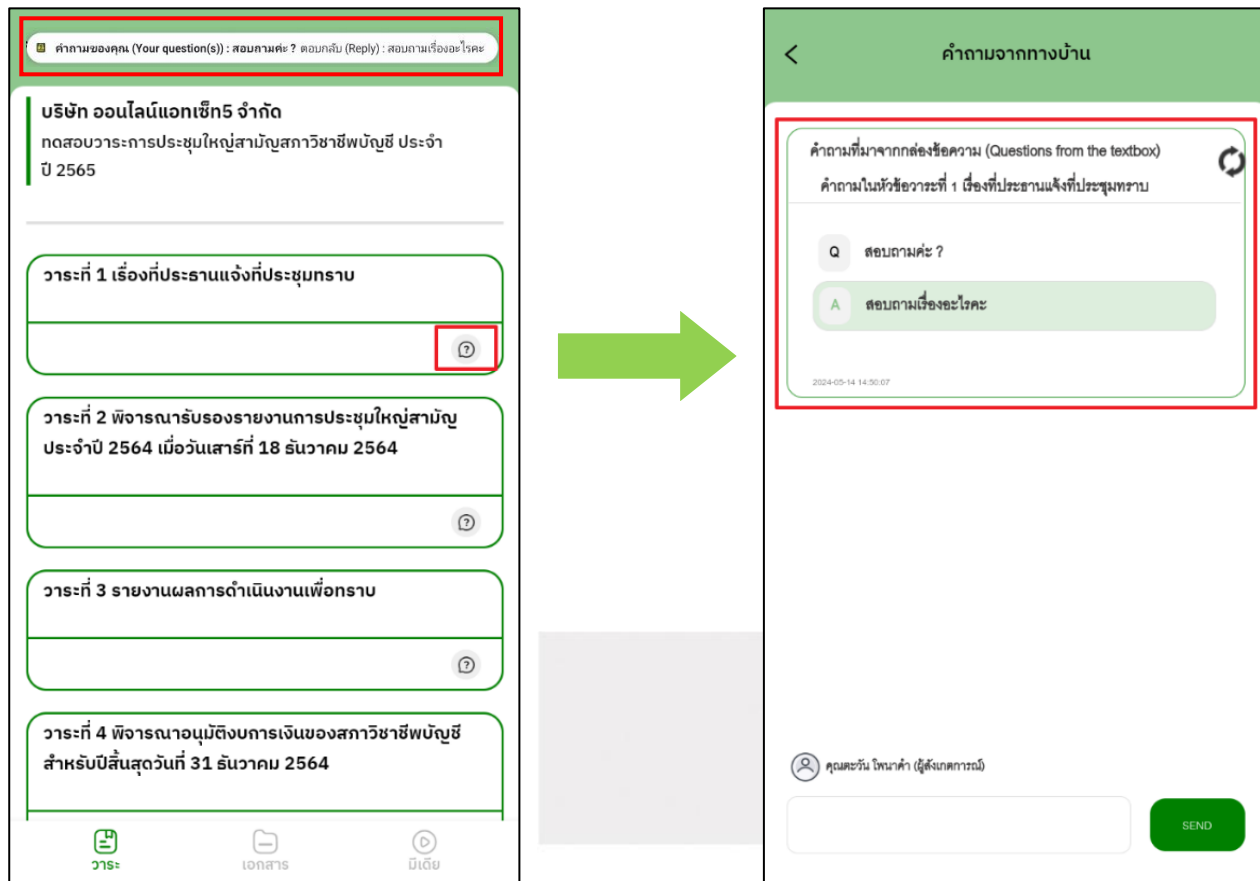 คำถามของคุณ (Your question(s)) : สอบถามค่ะ ? ตอบกลับ (Reply) : สอบถามเรื่องอะไรคะ
บริษัท ออนไลน์แอทเซ็ท5 จำกัด
ทดสอบวาระการประชุมใหญ่สามัญสภาวิชาชีพบัญชี ประจำ
ปี 2565
วาระที่ 1 เรื่องที่ประธานแจ้งที่ประชุมทราบ
วาระที่ 2 พิจารณารับรองรายงานการประชุมใหญ่สามัญ
ประจำปี 2564 เมื่อวันเสาร์ที่ 18 ธันวาคม 2564
วาระที่ 3 รายงานผลการดำเนินงานเพื่อทราบ
วาระที่ 4 พิจารณาอนุมัติงบการเงินของสภาวิชาชีพบัญชี
สำหรับปีสิ้นสุดวันที่ 31 ธันวาคม 2564
วาระ
เอกสาร
มีเดีย
คำถามจากทางบ้าน
คำถามที่มาจากกล่องข้อความ (Questions from the textbox)
คำถามในหัวข้อวาระที่ 1 เรื่องที่ประธานแจ้งที่ประชุมทราบ
Q สอบถามค่ะ ?
A สอบถามเรื่องอะไรคะ
2024-05-14 14:50:07
คุณตะวัน โพนาคำ (ผู้สังเกตการณ์)
SEND